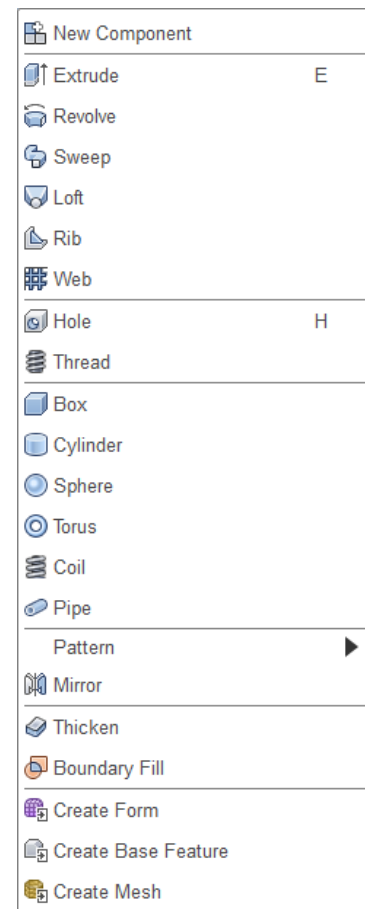 New Component
Extrude E
Revolve
Sweep
Loft
Rib
Web
Hole H
Thread
Box
Cylinder
Sphere
Torus
Coil
Pipe
Pattern
Mirror
Thicken
Boundary Fill
Create Form
Create Base Feature
Create Mesh